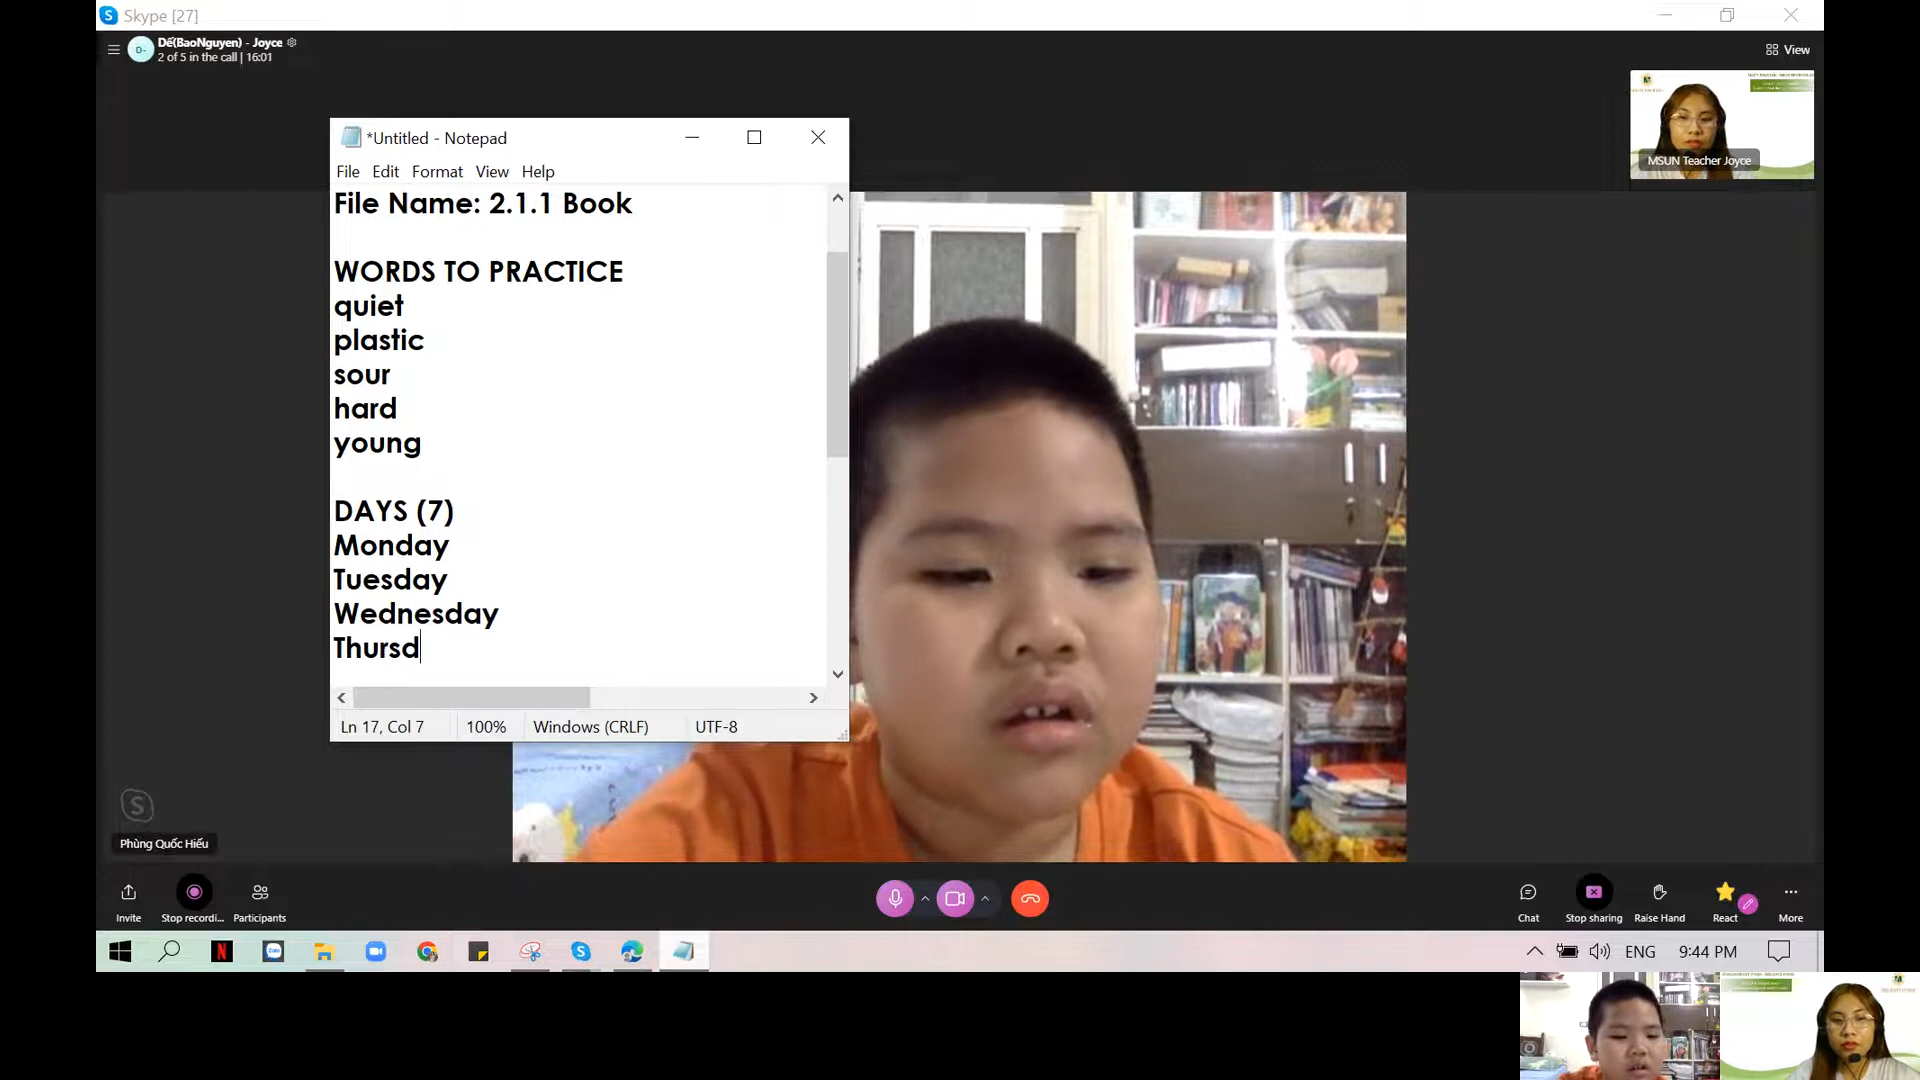 Skype [27]
Dế(BaoNguyen) - Joyce
2 of 5 in the call | 16:01
View
MSUN Teacher Joyce
*Untitled - Notepad
File Edit Format View Help
File Name: 2.1.1 Book
WORDS TO PRACTICE
quiet
plastic
sour
hard
young
DAYS (7)
Monday
Tuesday
Wednesday
Thursd
Ln 17, Col 7 100% Windows (CRLF) UTF-8
Phùng Quốc Hiếu
Invite Stop recordi... Participants
Chat Stop sharing Raise Hand React More
ENG 9:44 PM